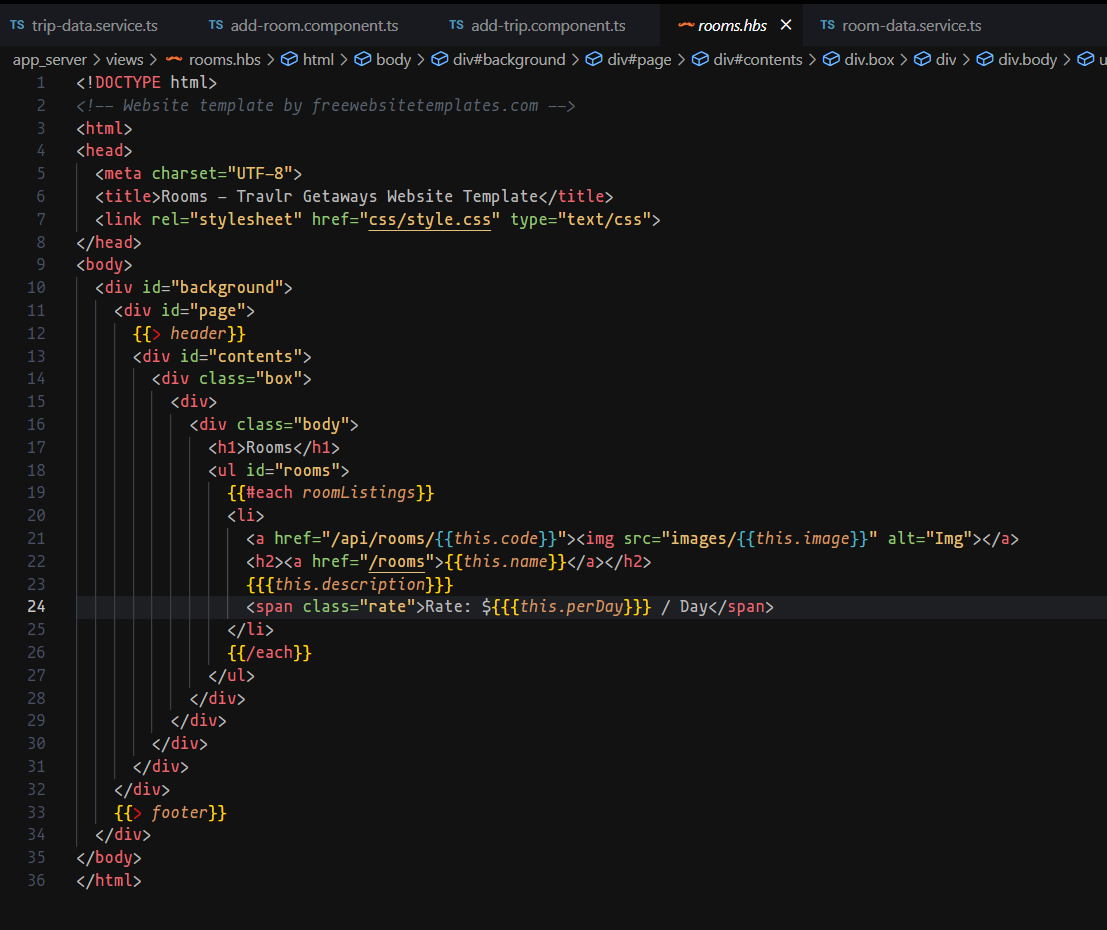 TS trip-data.service.ts TS add-room.component.ts TS add-trip.component.ts rooms.hbs × TS room-data.service.ts
app_server > views > rooms.hbs > html > body > div#background > div#page > div#contents > div.box > div > div.body > u
1 <!DOCTYPE html>
2 <!-- Website template by freewebsitetemplates.com -->
3 <html>
4 <head>
5 <meta charset="UTF-8">
6 <title>Rooms - Travlr Getaways Website Template</title>
7 <link rel="stylesheet" href="css/style.css" type="text/css">
8 </head>
9 <body>
10 <div id="background">
11 <div id="page">
12 {{> header}}
13 <div id="contents">
14 <div class="box">
15 <div>
16 <div class="body">
17 <h1>Rooms</h1>
18 <ul id="rooms">
19 {{#each roomListings}}
20 <li>
21 <a href="/api/rooms/{{this.code}}"><img src="images/{{this.image}}" alt="Img"></a>
22 <h2><a href="/rooms">{{this.name}}</a></h2>
23 {{{this.description}}}
24 <span class="rate">Rate: ${{{this.perDay}}} / Day</span>
25 </li>
26 {{/each}}
27 </ul>
28 </div>
29 </div>
30 </div>
31 </div>
32 </div>
33 {{> footer}}
34 </div>
35 </body>
36 </html>